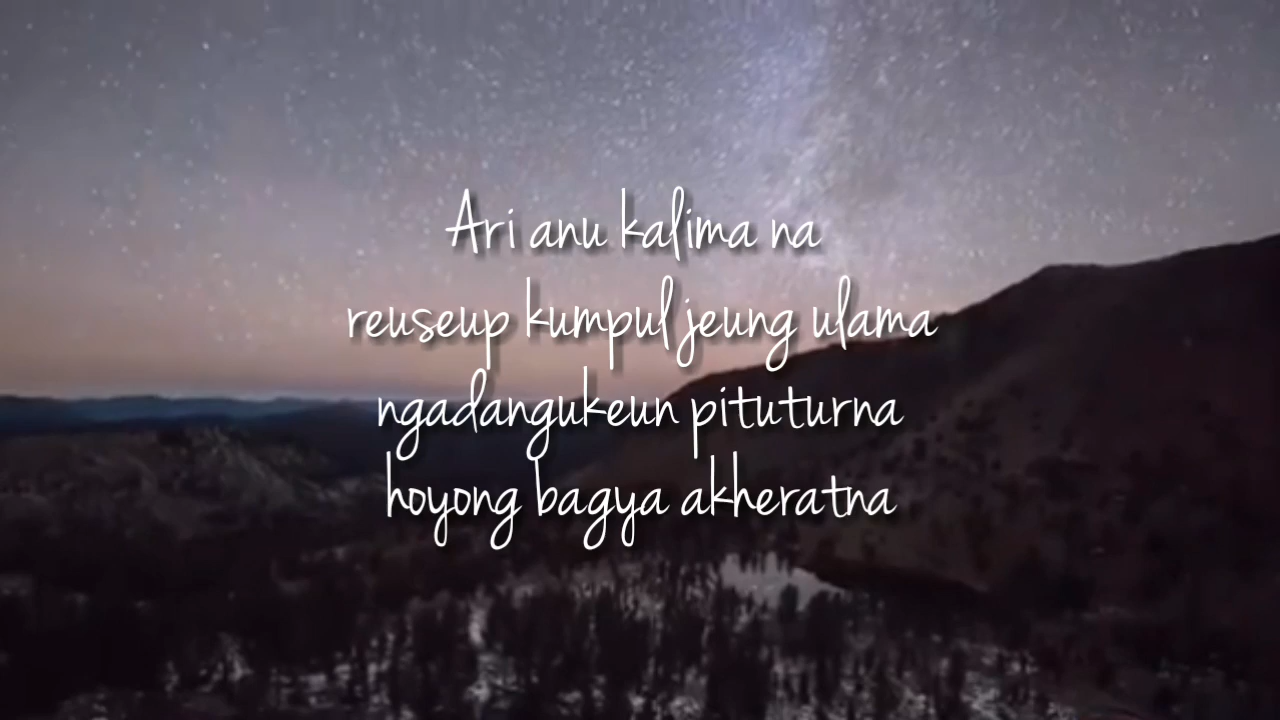 Ari anu kalima na
reuseup kumpul jeung ulama
ngadangukeun pituturna
hoyong bagya akheratna